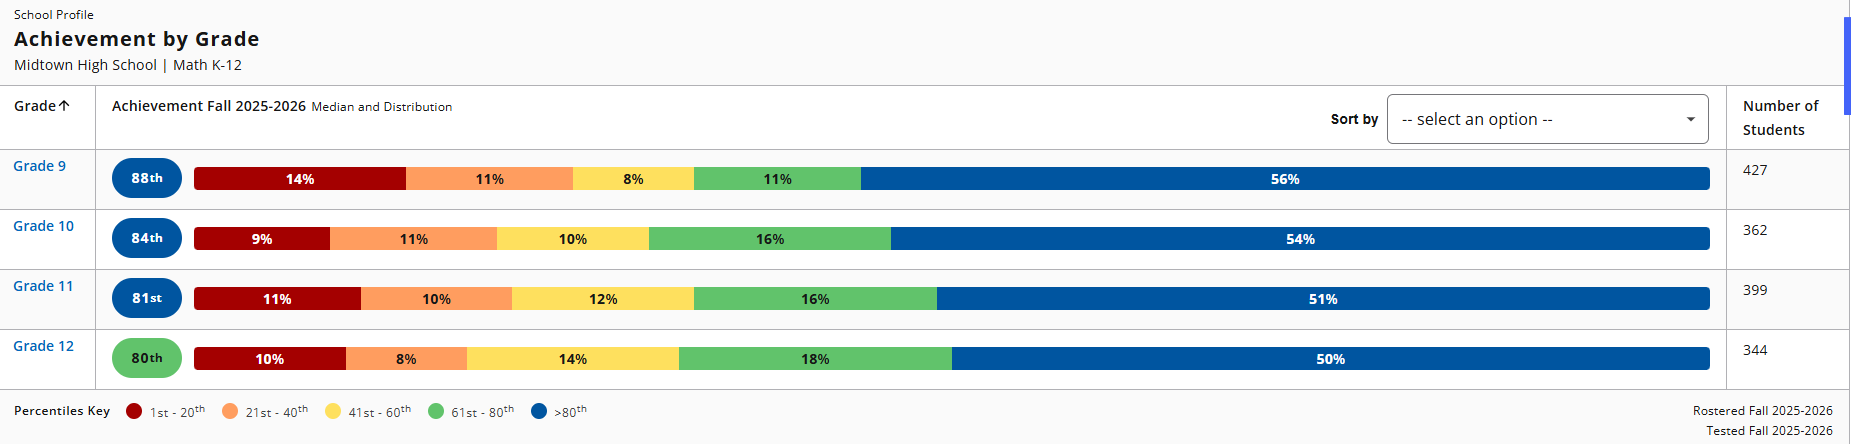 School Profile
Achievement by Grade
Midtown High School | Math K-12
Grade↑ Achievement Fall 2025-2026 Median and Distribution Sort by -- select an option -- Number of
Students
Grade 9 88th 14% 11% 8% 11% 56% 427
Grade 10 84th 9% 11% 10% 16% 54% 362
Grade 11 81st 11% 10% 12% 16% 51% 399
Grade 12 80th 10% 8% 14% 18% 50% 344
Percentiles Key 1st - 20th 21st - 40th 41st - 60th 61st - 80th >80th Rostered Fall 2025-2026
Tested Fall 2025-2026